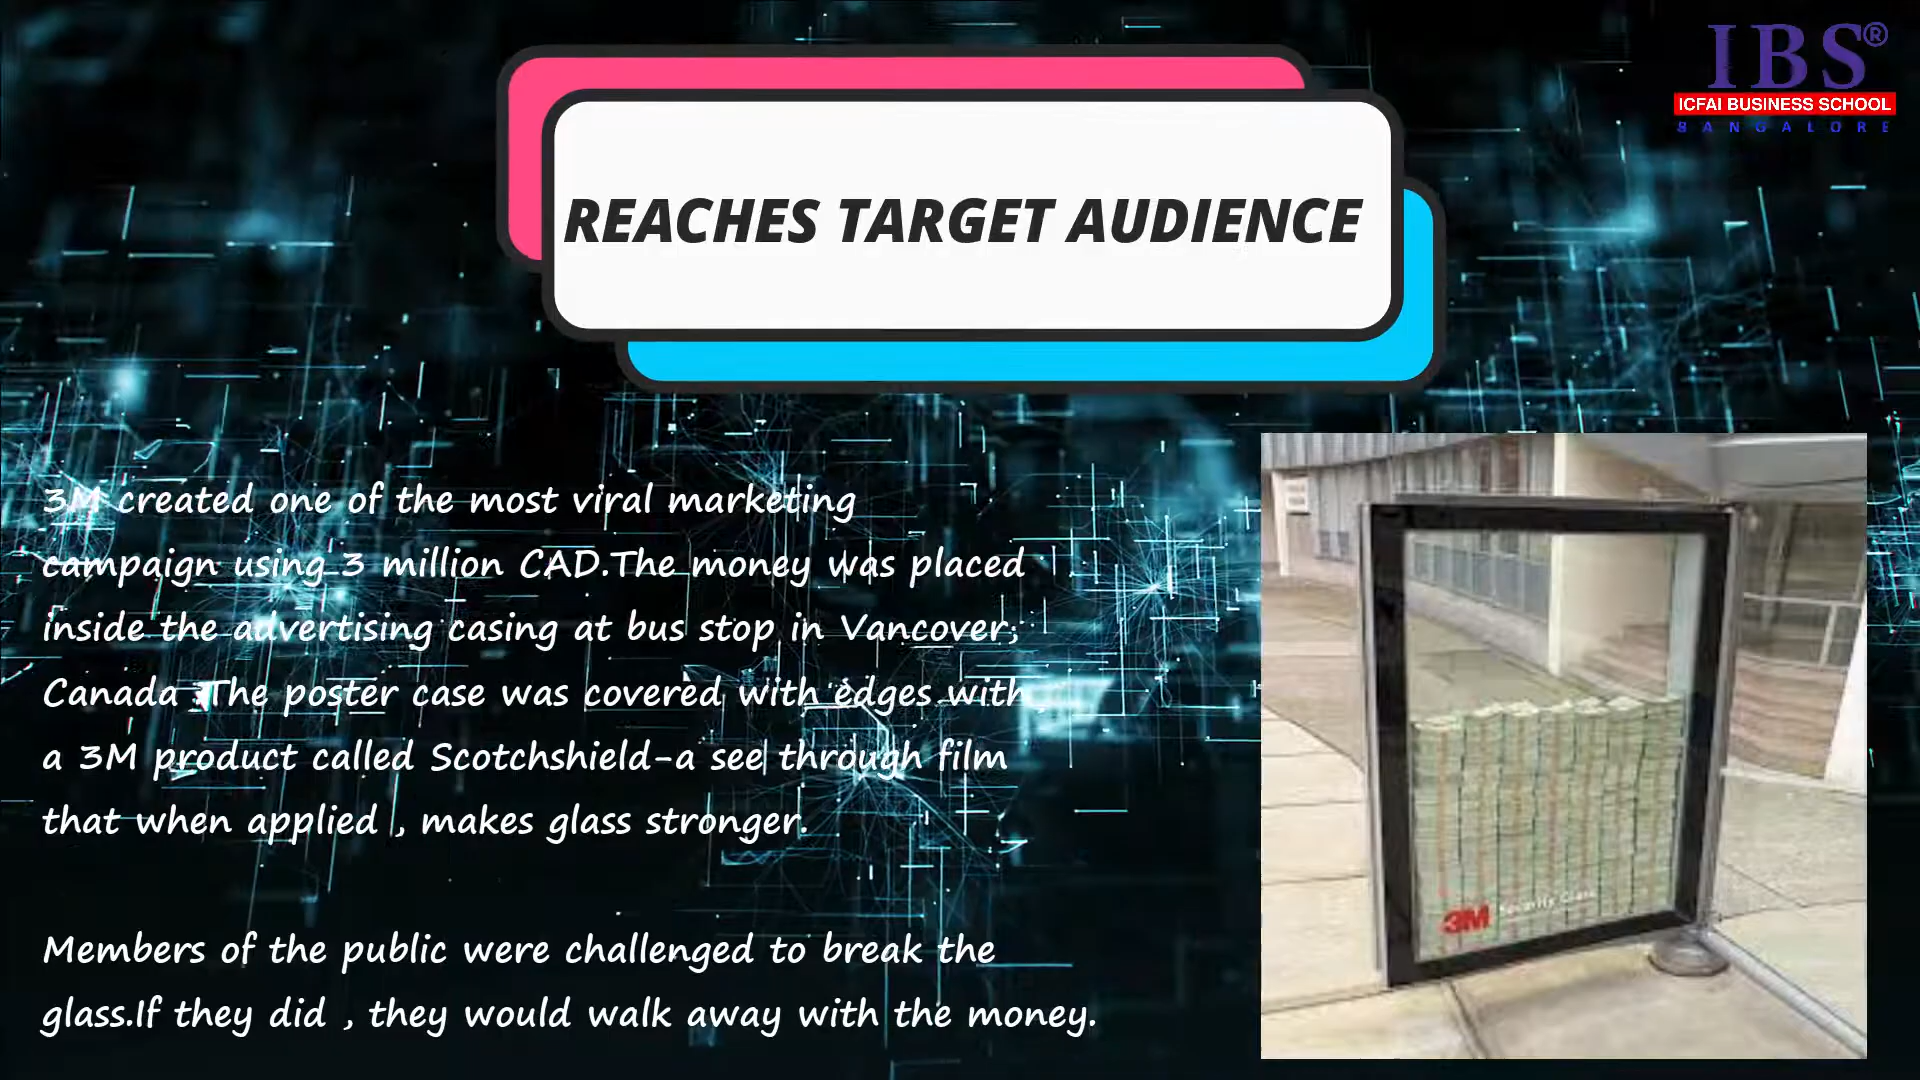 IBS®
ICFAI BUSINESS SCHOOL
BANGALORE
REACHES TARGET AUDIENCE
3M created one of the most viral marketing
campaign using 3 million CAD.The money was placed
inside the advertising casing at bus stop in Vancover,
Canada .The poster case was covered with edges with
a 3M product called Scotchshield-a see through film
that when applied , makes glass stronger.
Members of the public were challenged to break the
glass.If they did , they would walk away with the money.
3M Security Glass